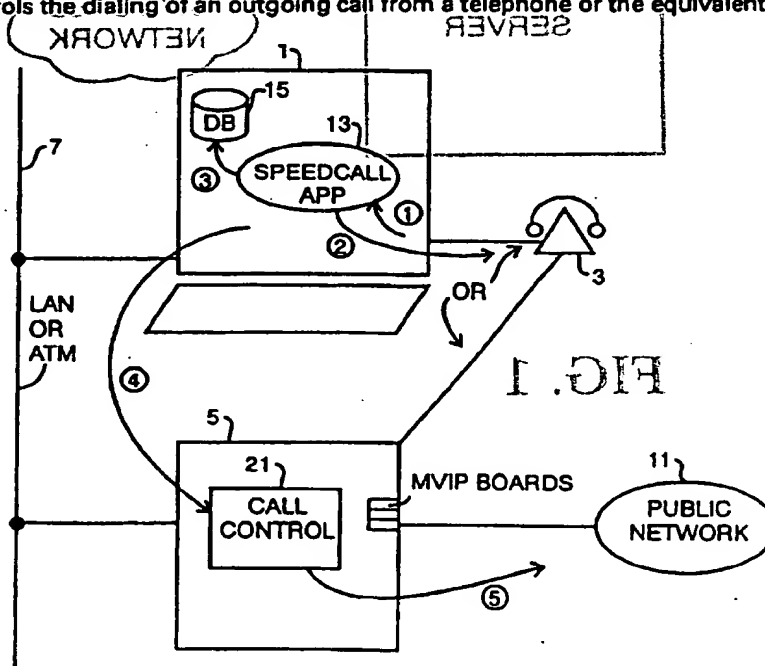 rols the dialing of an outgoing call from a telephone or the equivalent
NETWORK
SERVER
1
15
DB
13
7
SPEEDCALL
APP
③
①
②
3
OR
LAN
OR
ATM
④
FIG. 1
5
21
CALL
CONTROL
MVIP BOARDS
11
PUBLIC
NETWORK
⑤